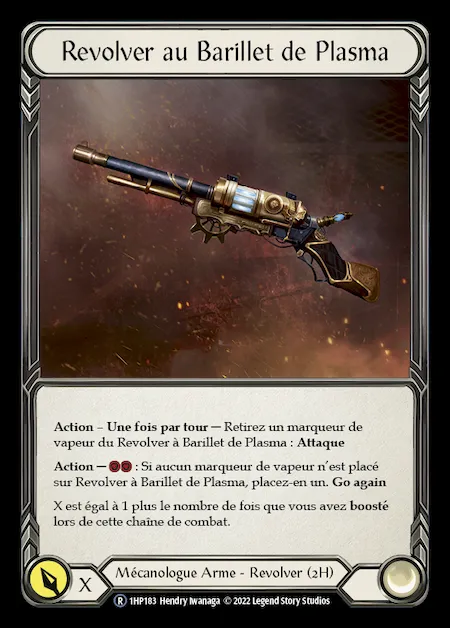 Revolver au Barillet de Plasma
Action – Une fois par tour — Retirez un marqueur de
vapeur du Revolver à Barillet de Plasma : Attaque
Action — : Si aucun marqueur de vapeur n'est placé
sur Revolver à Barillet de Plasma, placez-en un. Go again
X est égal à 1 plus le nombre de fois que vous avez boosté
lors de cette chaîne de combat.
X
Mécanologue Arme - Revolver (2H)
R 1HP183 Hendry Iwanaga © 2022 Legend Story Studios